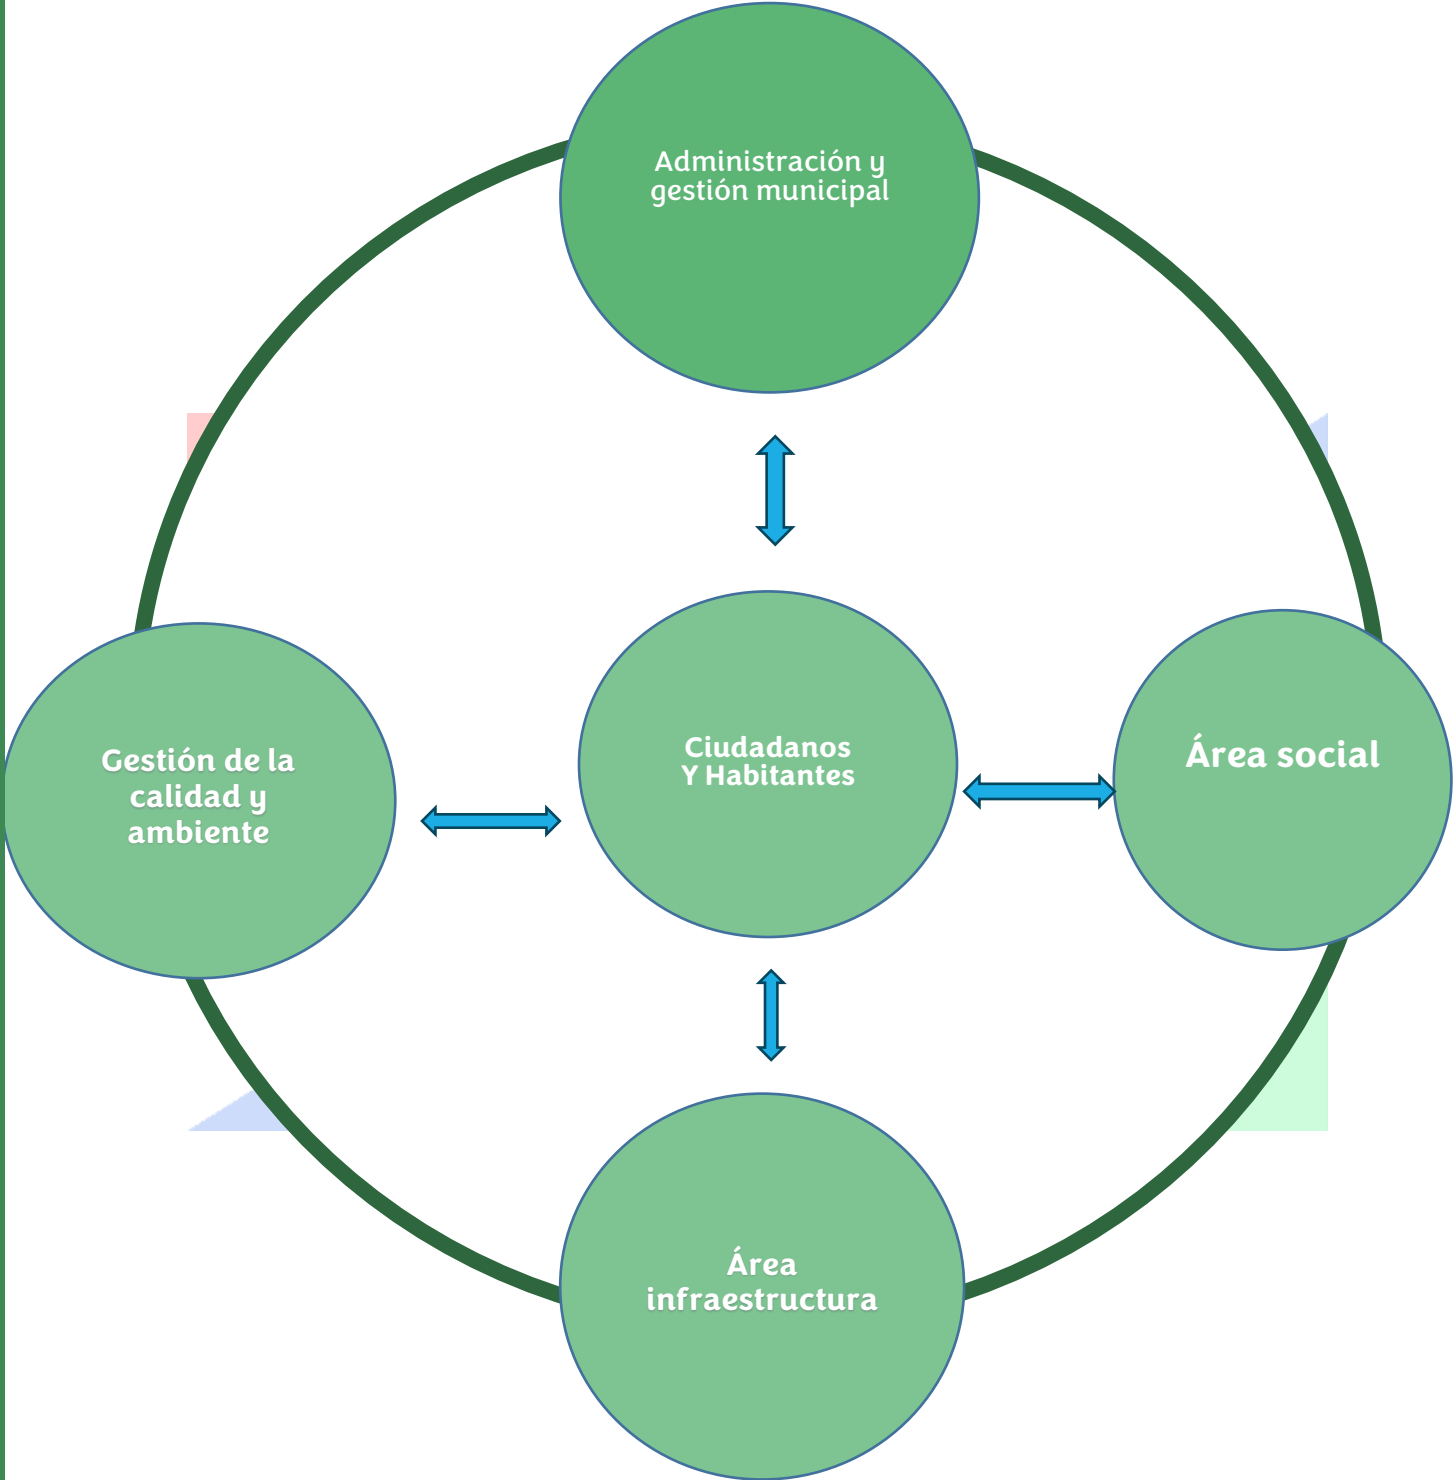 Administración y
gestión municipal
Gestión de la
calidad y
ambiente
Ciudadanos
Y Habitantes
Área social
Área
infraestructura